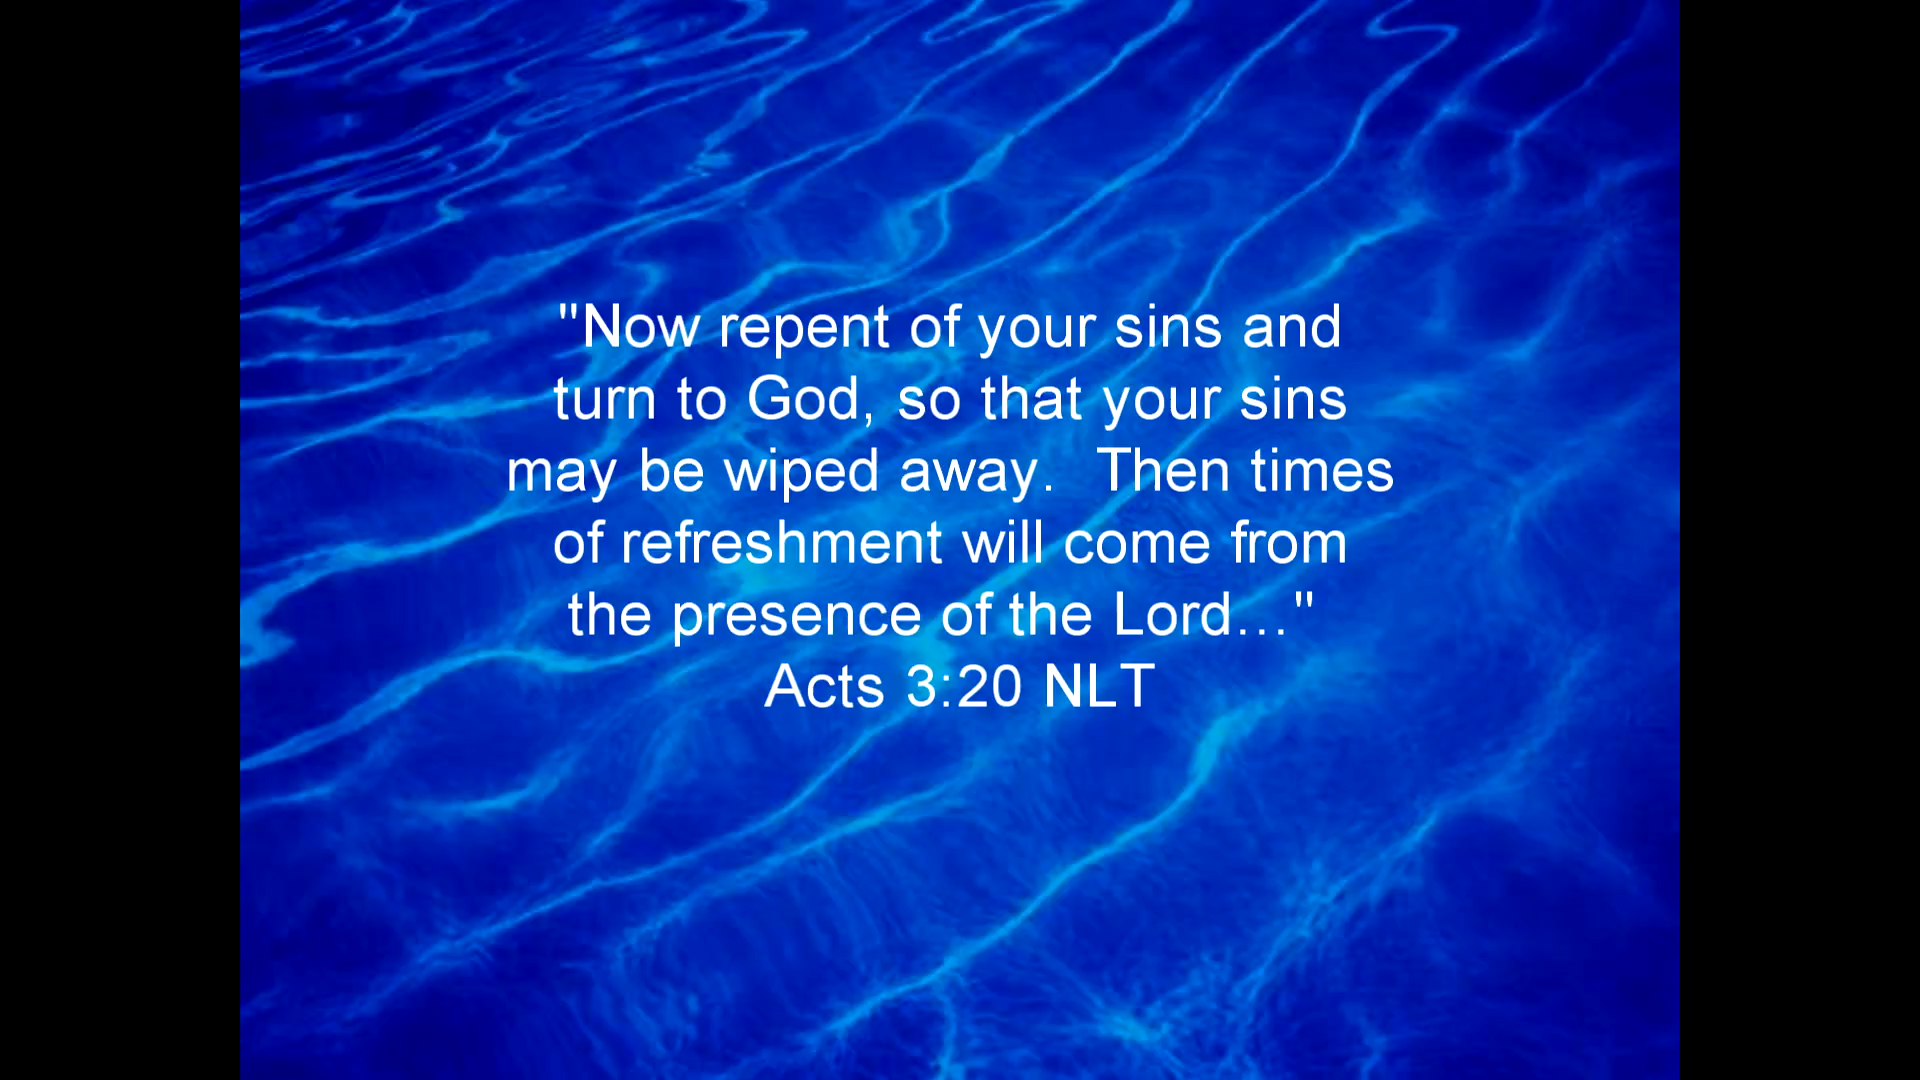 "Now repent of your sins and
turn to God, so that your sins
may be wiped away.  Then times
of refreshment will come from
the presence of the Lord…"
Acts 3:20 NLT